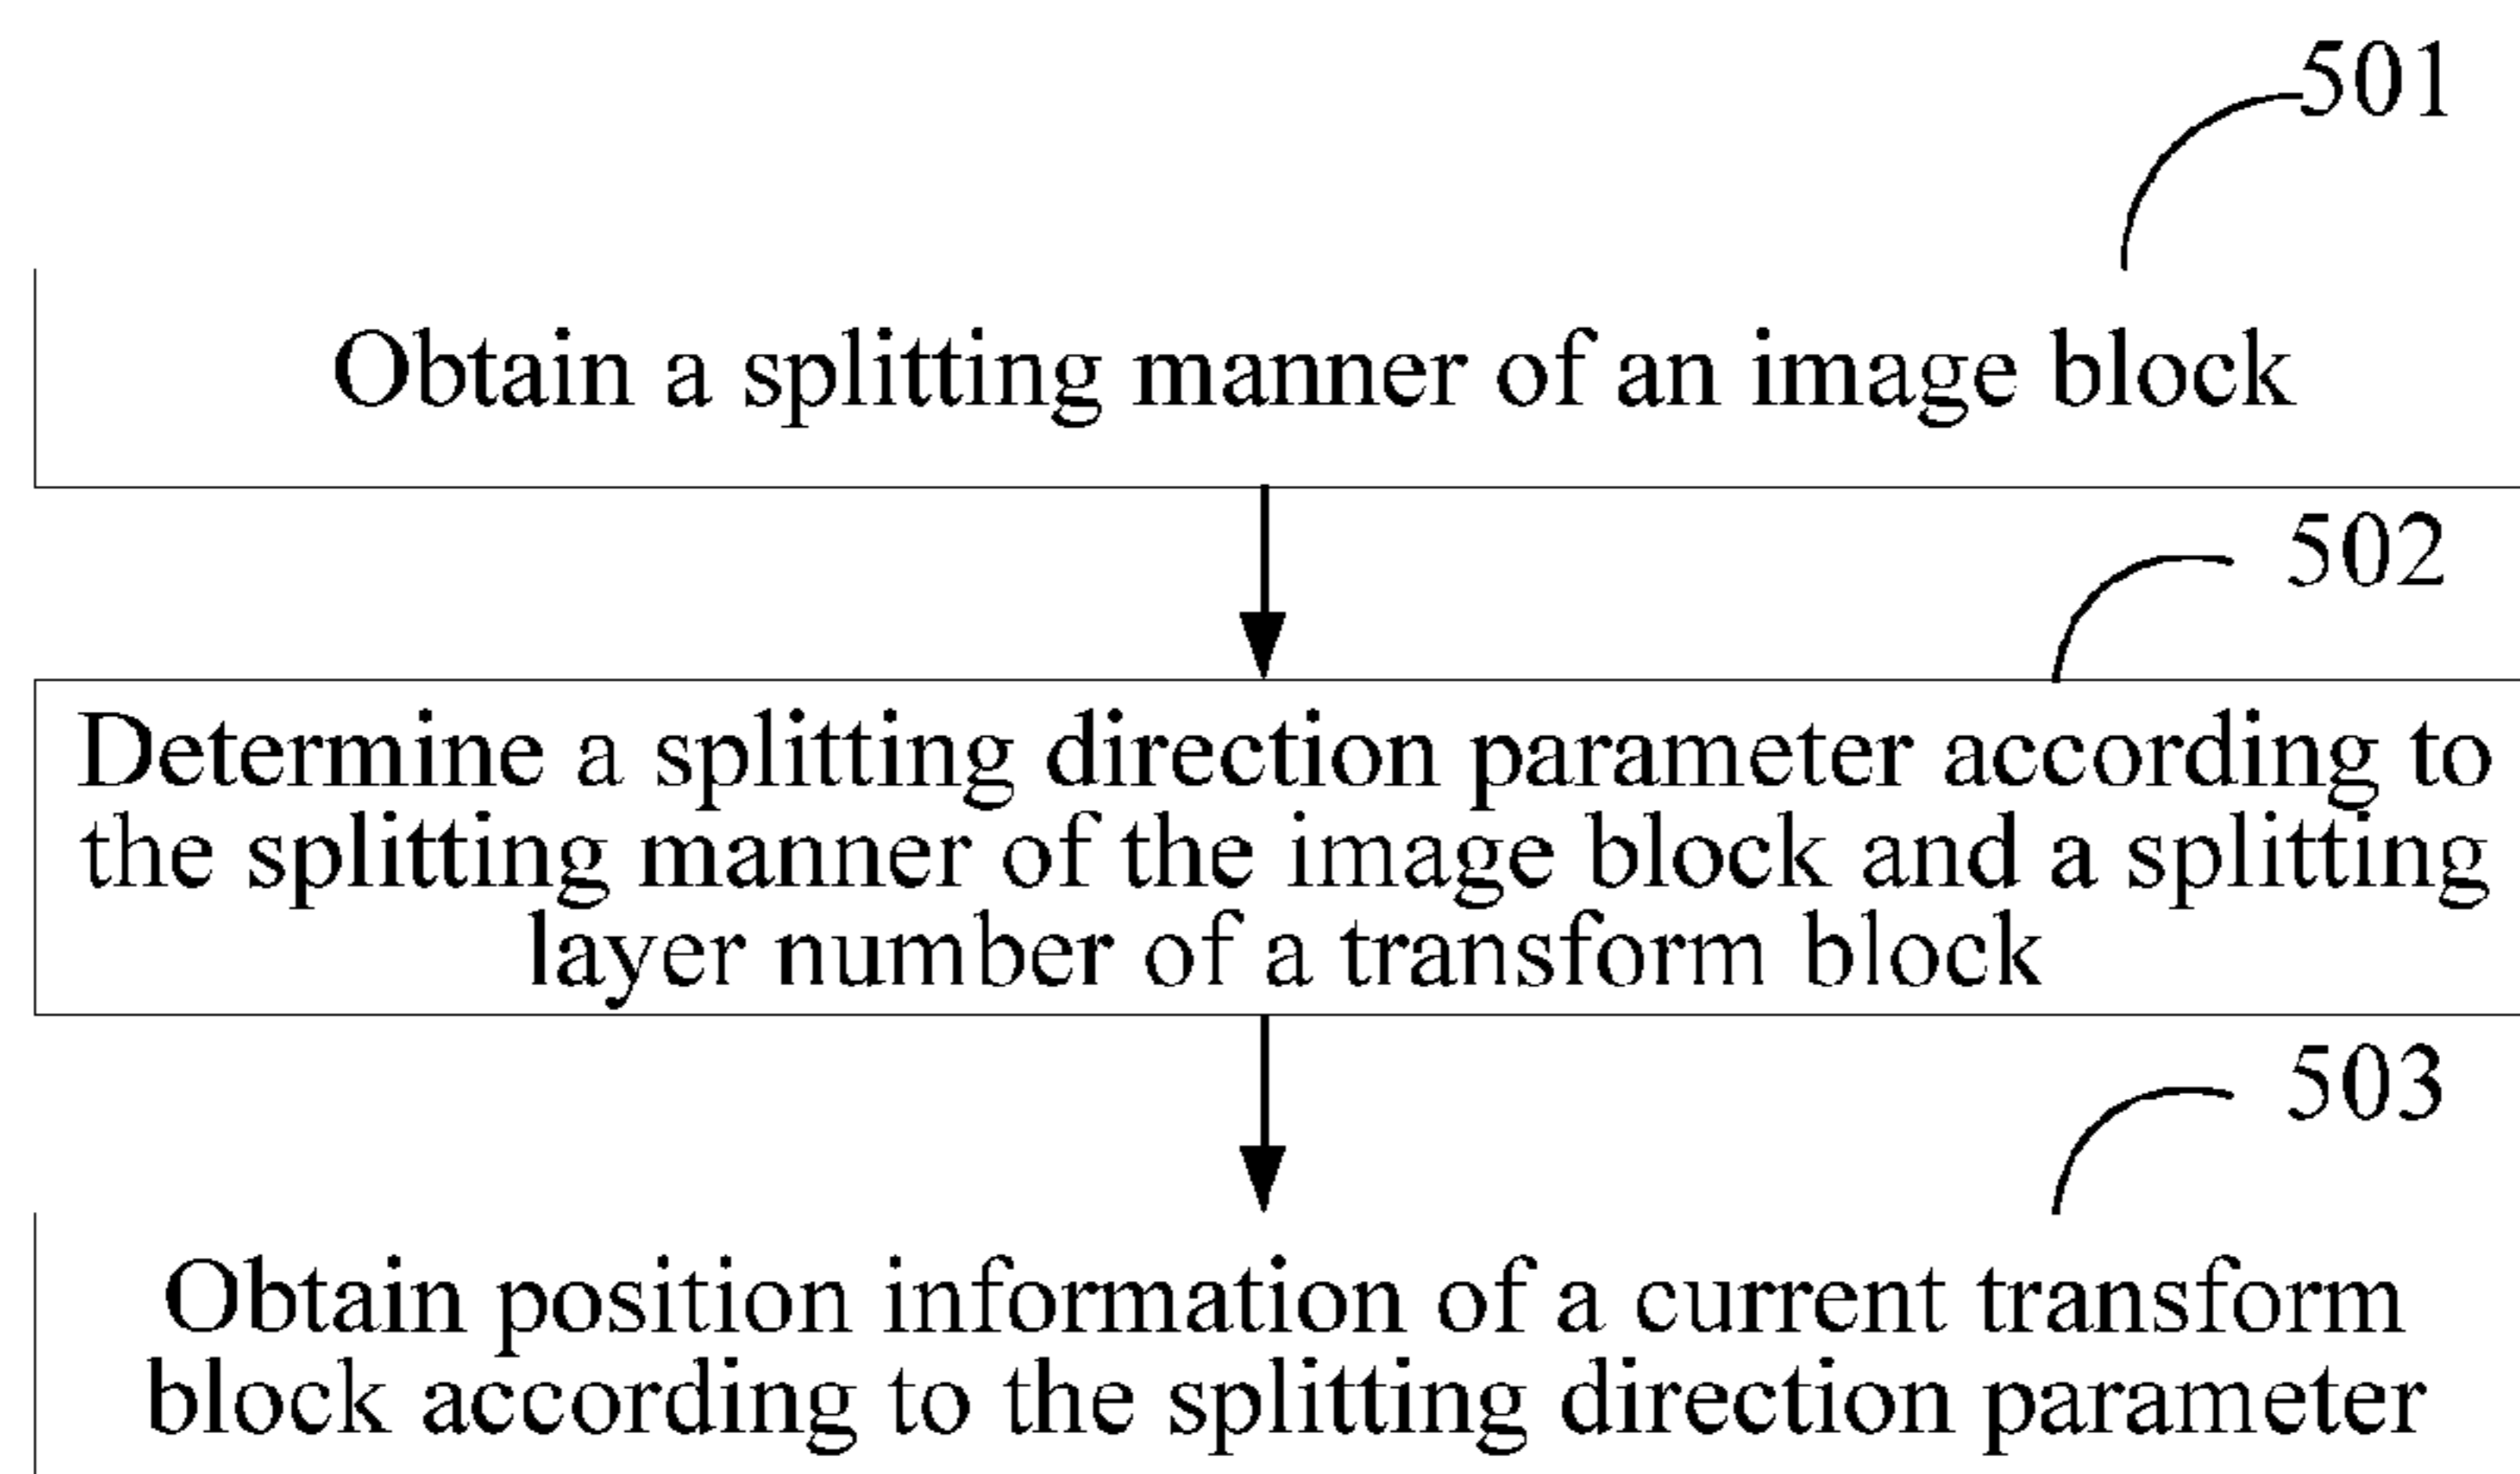 501
Obtain a splitting manner of an image block
502
Determine a splitting direction parameter according to
the splitting manner of the image block and a splitting
layer number of a transform block
503
Obtain position information of a current transform
block according to the splitting direction parameter